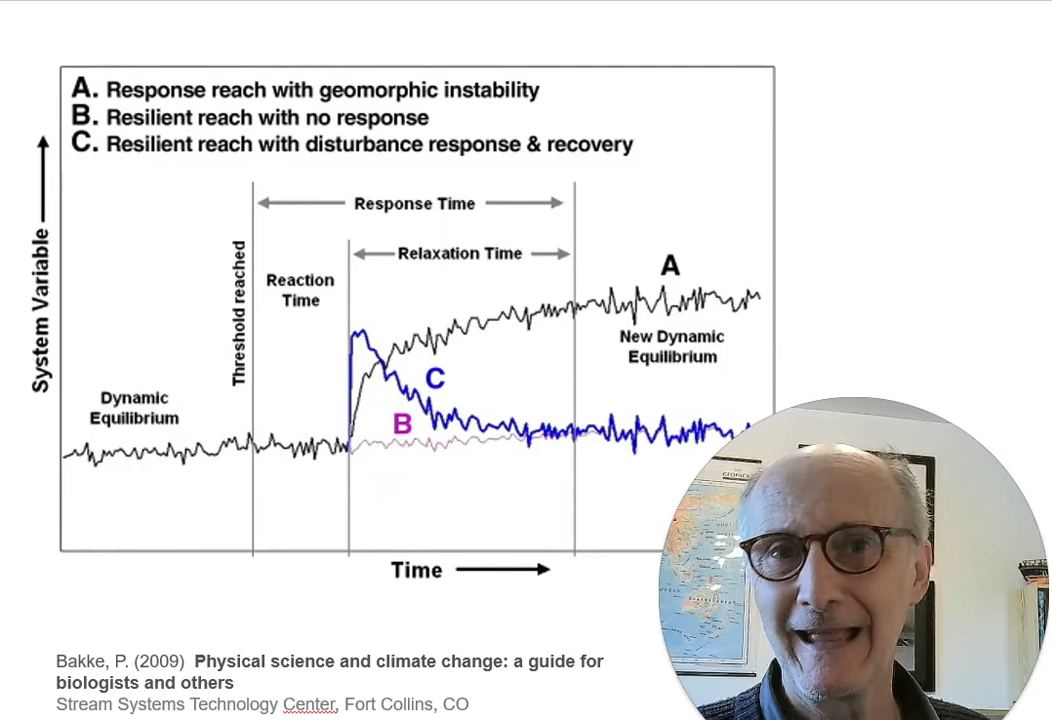 A. Response reach with geomorphic instability
B. Resilient reach with no response
C. Resilient reach with disturbance response & recovery
System Variable
Threshold reached
Response Time
Relaxation Time
Reaction
Time
A
New Dynamic
Equilibrium
C
B
Dynamic
Equilibrium
Time
Bakke, P. (2009) Physical science and climate change: a guide for
biologists and others
Stream Systems Technology Center, Fort Collins, CO